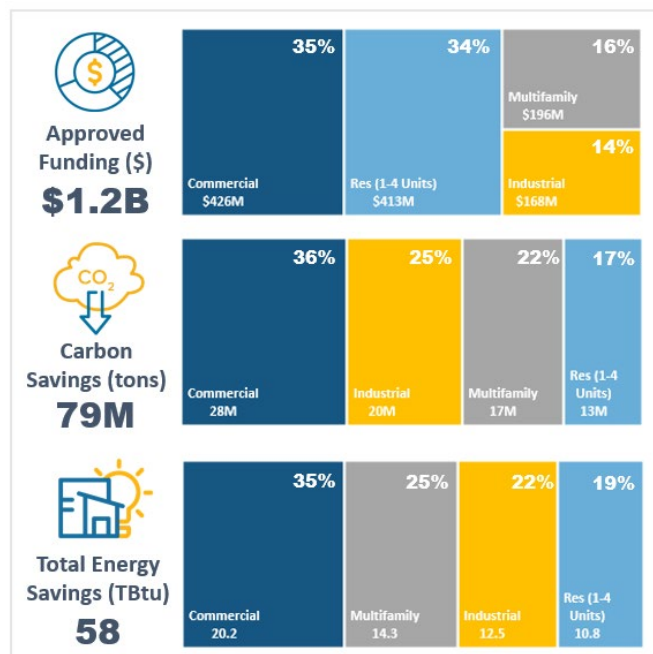 Approved
Funding ($)
$1.2B
35%
Commercial
$426M
34%
Res (1-4 Units)
$413M
16%
Multifamily
$196M
14%
Industrial
$168M
CO2
Carbon
Savings (tons)
79M
36%
Commercial
28M
25%
Industrial
20M
22%
Multifamily
17M
17%
Res (1-4
Units)
13M
Total Energy
Savings (TBtu)
58
35%
Commercial
20.2
25%
Multifamily
14.3
22%
Industrial
12.5
19%
Res (1-4
Units)
10.8